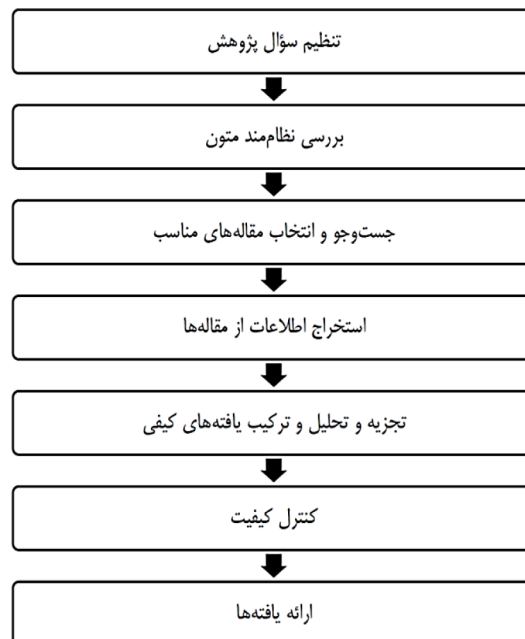 تنظیم سؤال پژوهش
بررسی نظام‌مند متون
جست‌وجو و انتخاب مقاله‌های مناسب
استخراج اطلاعات از مقاله‌ها
تجزیه و تحلیل و ترکیب یافته‌های کیفی
کنترل کیفیت
ارائه یافته‌ها